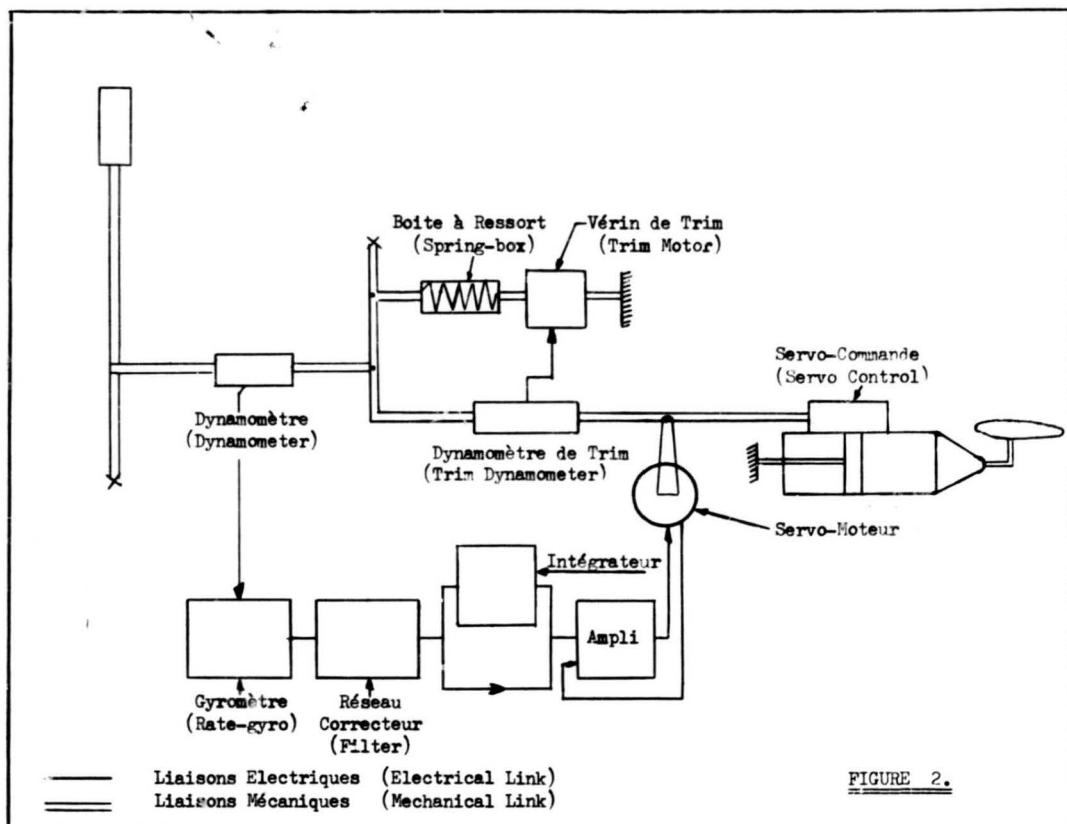 Boite à Ressort
(Spring-box)
Vérin de Trim
(Trim Motor)
Servo-Commande
(Servo Control)
Dynamomètre
(Dynamometer)
Dynamomètre de Trim
(Trim Dynamometer)
Servo-Moteur
Intégrateur
Ampli
Gyromètre
(Rate-gyro)
Réseau
Correcteur
(Filter)
Liaisons Electriques (Electrical Link)
Liaisons Mécaniques (Mechanical Link)
FIGURE 2.